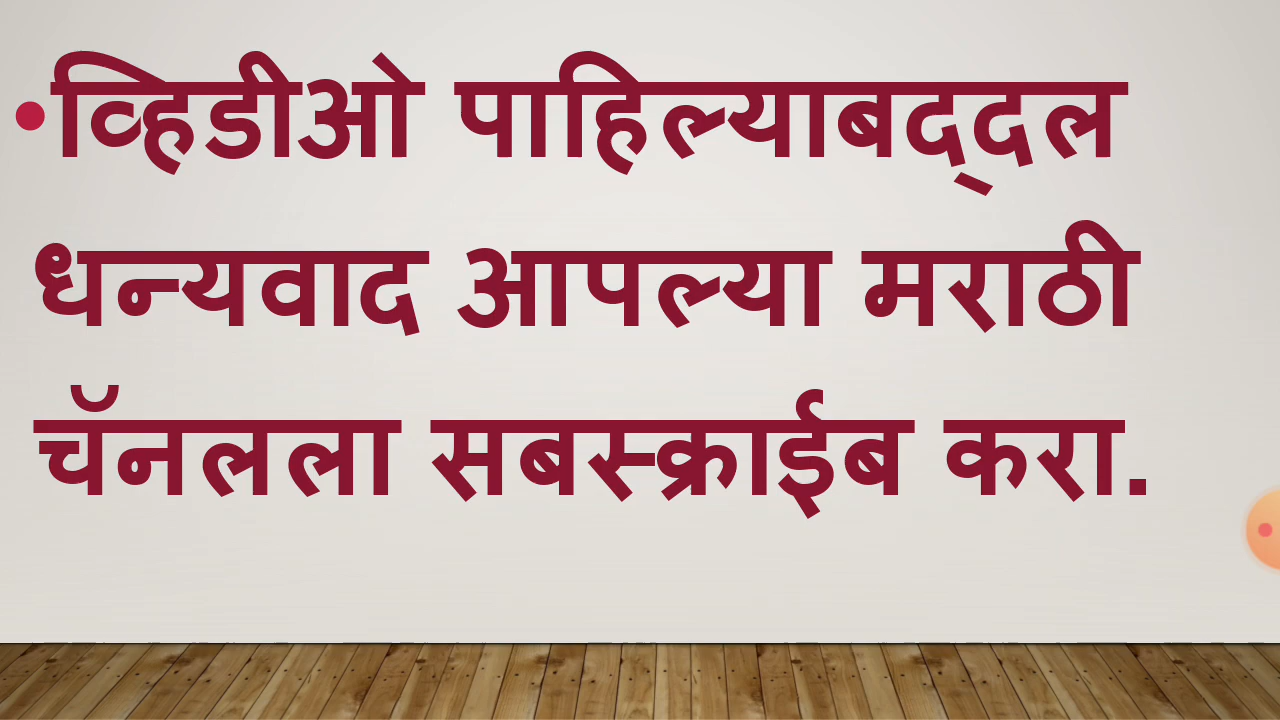 •व्हिडीओ पाहिल्याबद्‌दल
धन्यवाद आपल्या मराठी
चॅनलला सबस्क्राईब करा.